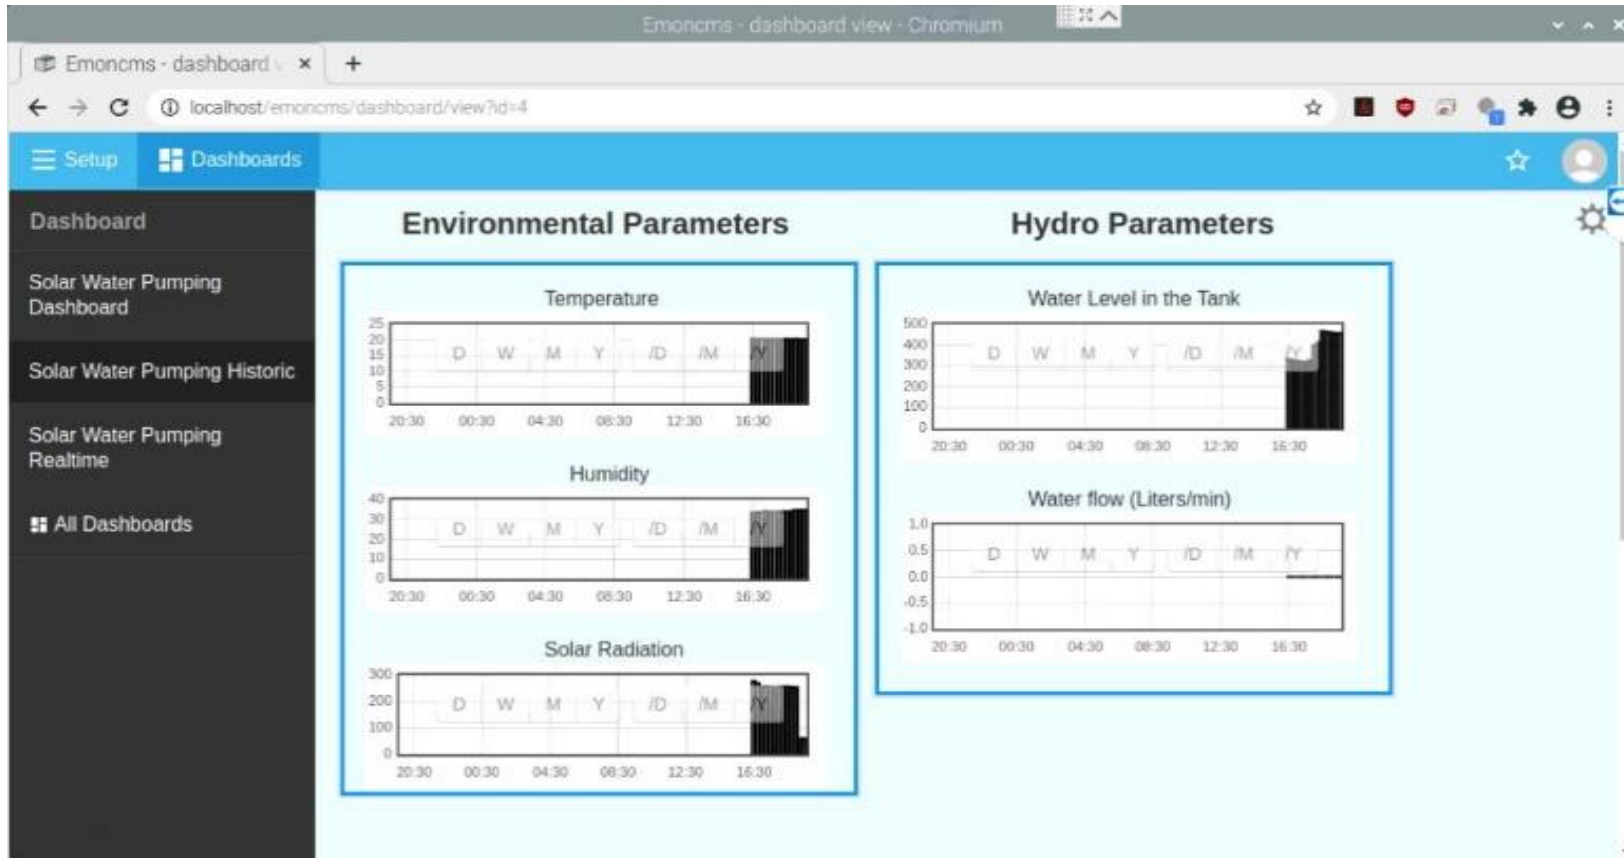 Emoncms - dashboard view - Chromium
Emoncms - dashboard v
localhost/emoncms/dashboard/view?id=4
Setup
Dashboards
Dashboard
Solar Water Pumping
Dashboard
Solar Water Pumping Historic
Solar Water Pumping
Realtime
All Dashboards
Environmental Parameters
Temperature
25
20
15
10
5
0
D W M Y /D /M /Y
20:30 00:30 04:30 08:30 12:30 16:30
Humidity
40
30
20
10
0
D W M Y /D /M /Y
20:30 00:30 04:30 08:30 12:30 16:30
Solar Radiation
300
200
100
0
D W M Y /D /M /Y
20:30 00:30 04:30 08:30 12:30 16:30
Hydro Parameters
Water Level in the Tank
500
400
300
200
100
0
D W M Y /D /M /Y
20:30 00:30 04:30 08:30 12:30 16:30
Water flow (Liters/min)
1.0
0.5
0.0
-0.5
-1.0
D W M Y /D /M /Y
20:30 00:30 04:30 08:30 12:30 16:30